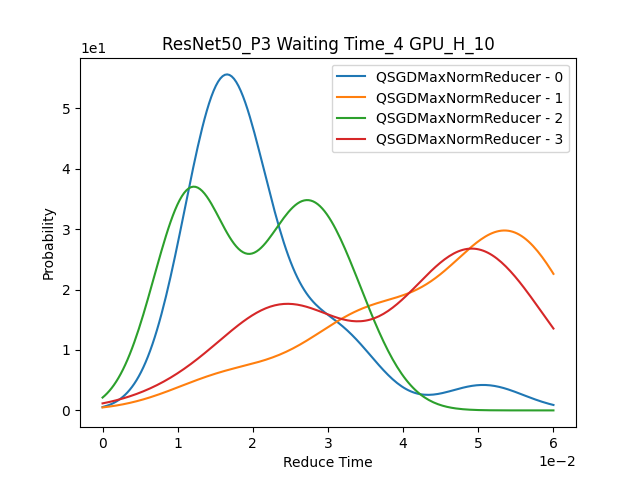 ResNet50_P3 Waiting Time_4 GPU_H_10
1e1
QSGDMaxNormReducer - 0
QSGDMaxNormReducer - 1
QSGDMaxNormReducer - 2
QSGDMaxNormReducer - 3
Probability
5
4
3
2
1
0
0
1
2
3
4
5
6
Reduce Time
1e−2